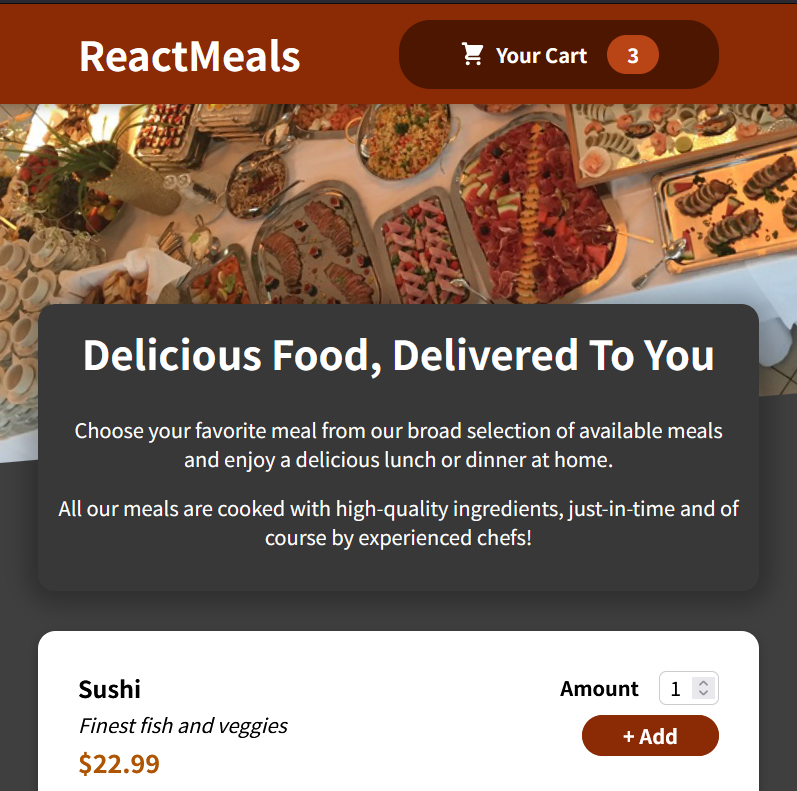 ReactMeals
Your Cart 3
Delicious Food, Delivered To You
Choose your favorite meal from our broad selection of available meals
and enjoy a delicious lunch or dinner at home.
All our meals are cooked with high-quality ingredients, just-in-time and of
course by experienced chefs!
Sushi
Finest fish and veggies
$22.99
Amount 1
+ Add